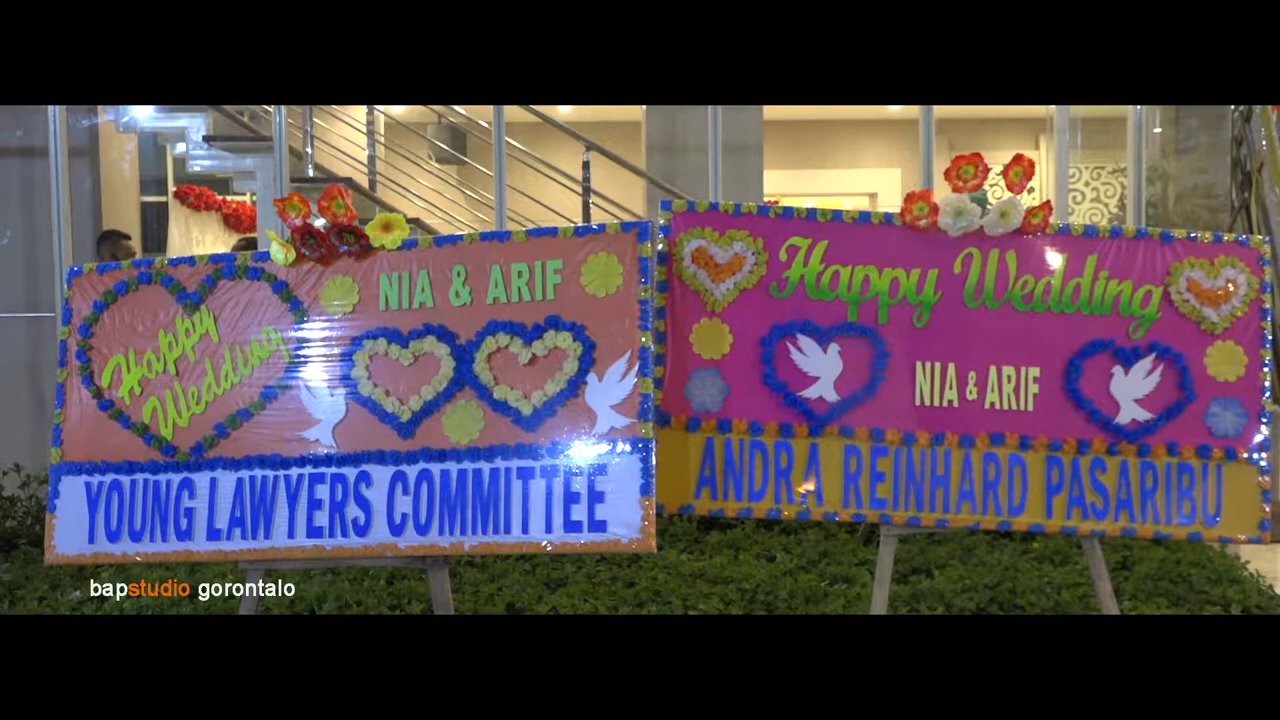 Happy
Wedding
NIA & ARIF
YOUNG LAWYERS COMMITTEE
Happy Wedding
NIA & ARIF
ANDRA REINHARD PASARIBU
bapstudio gorontalo